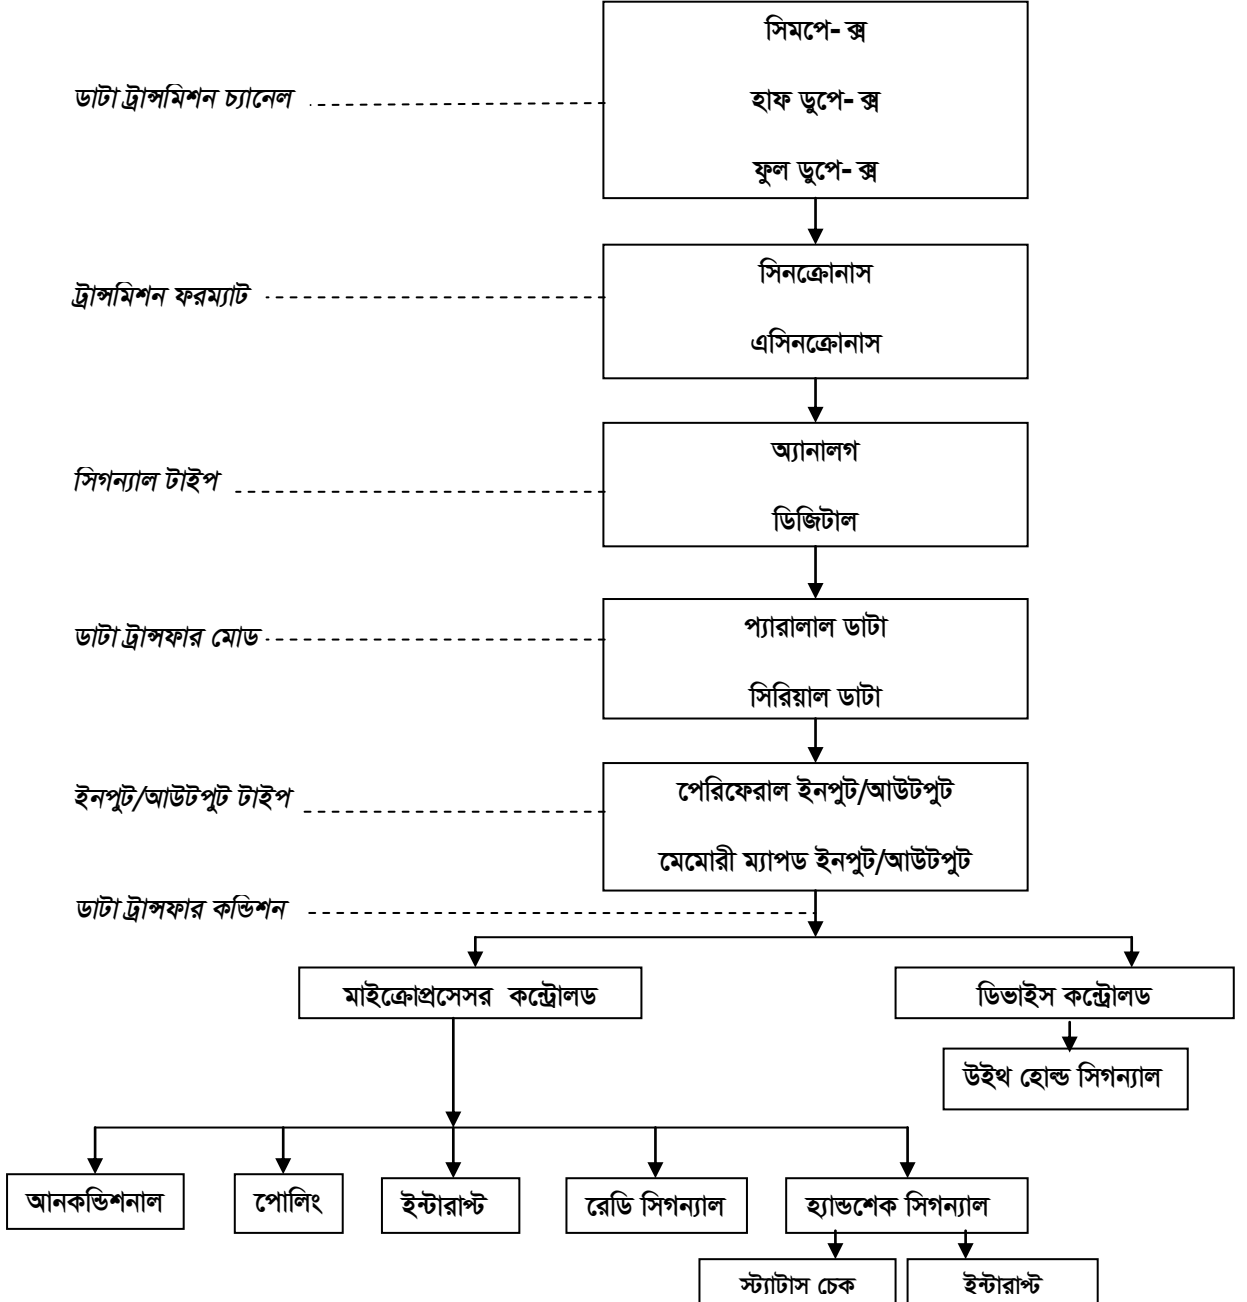 সিমপে- ক্স
ডাটা ট্রান্সমিশন চ্যানেল
হাফ ডুপে- ক্স
ফুল ডুপে- ক্স
সিনক্রোনাস
ট্রান্সমিশন ফরম্যাট
এসিনক্রোনাস
অ্যানালগ
সিগন্যাল টাইপ
ডিজিটাল
প্যারালাল ডাটা
ডাটা ট্রান্সফার মোড
সিরিয়াল ডাটা
পেরিফেরাল ইনপুট/আউটপুট
ইনপুট/আউটপুট টাইপ
মেমোরী ম্যাপড ইনপুট/আউটপুট
ডাটা ট্রান্সফার কন্ডিশন
মাইক্রোপ্রসেসর কন্ট্রোলড
ডিভাইস কন্ট্রোলড
উইথ হোল্ড সিগন্যাল
আনকন্ডিশনাল
পোলিং
ইন্টারাপ্ট
রেডি সিগন্যাল
হ্যান্ডশেক সিগন্যাল
স্ট্যাটাস চেক
ইন্টারাপ্ট